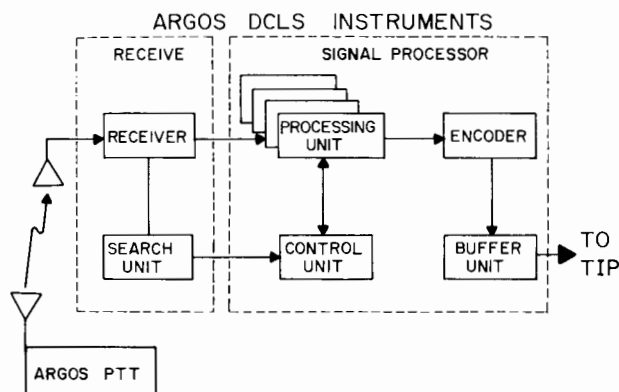 ARGOS DCLS INSTRUMENTS
RECEIVE
SIGNAL PROCESSOR
RECEIVER
PROCESSING
UNIT
ENCODER
SEARCH
UNIT
CONTROL
UNIT
BUFFER
UNIT
TO
TIP
ARGOS PTT